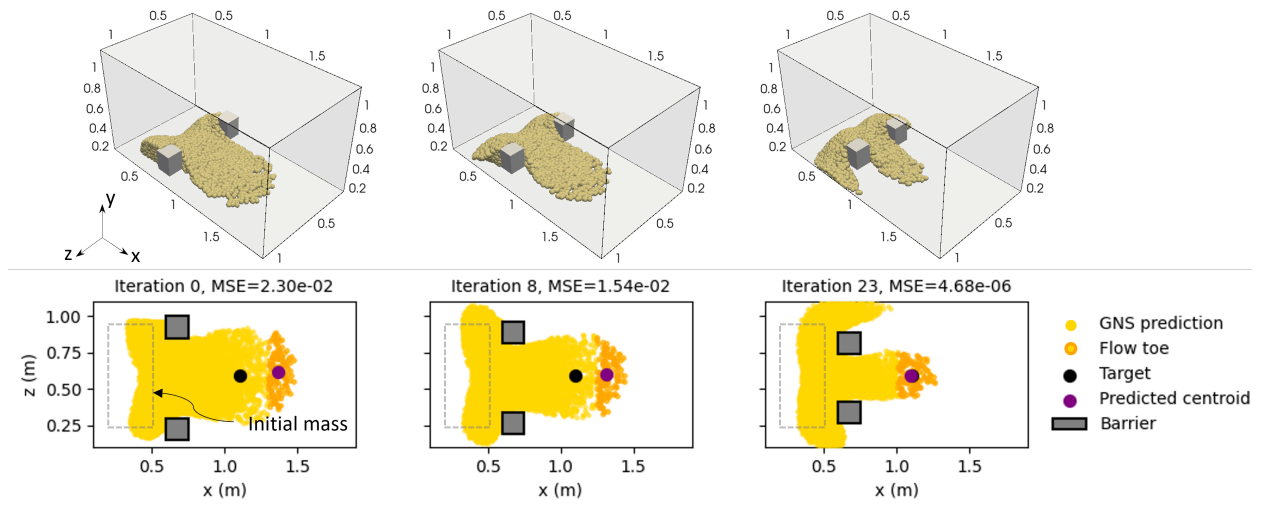 0.5 0.5 0.5 0.5 0.5 0.5
1 1 1 1 1 1
1.5 1.5 1.5
1 1 1 1 1 1
0.8 0.8 0.8 0.8 0.8 0.8
0.6 0.6 0.6 0.6 0.6 0.6
0.4 0.4 0.4 0.4 0.4 0.4
0.2 0.2 0.2 0.2 0.2 0.2
0.5 0.5 0.5
1 0.5 1 0.5 1 0.5
1.5 1.5 1.5
1 1 1
y
z x
Iteration 0, MSE=2.30e-02
Iteration 8, MSE=1.54e-02
Iteration 23, MSE=4.68e-06
1.00
0.75
0.50
0.25
z (m)
Initial mass
0.5 1.0 1.5
x (m)
0.5 1.0 1.5
x (m)
0.5 1.0 1.5
x (m)
GNS prediction
Flow toe
Target
Predicted centroid
Barrier